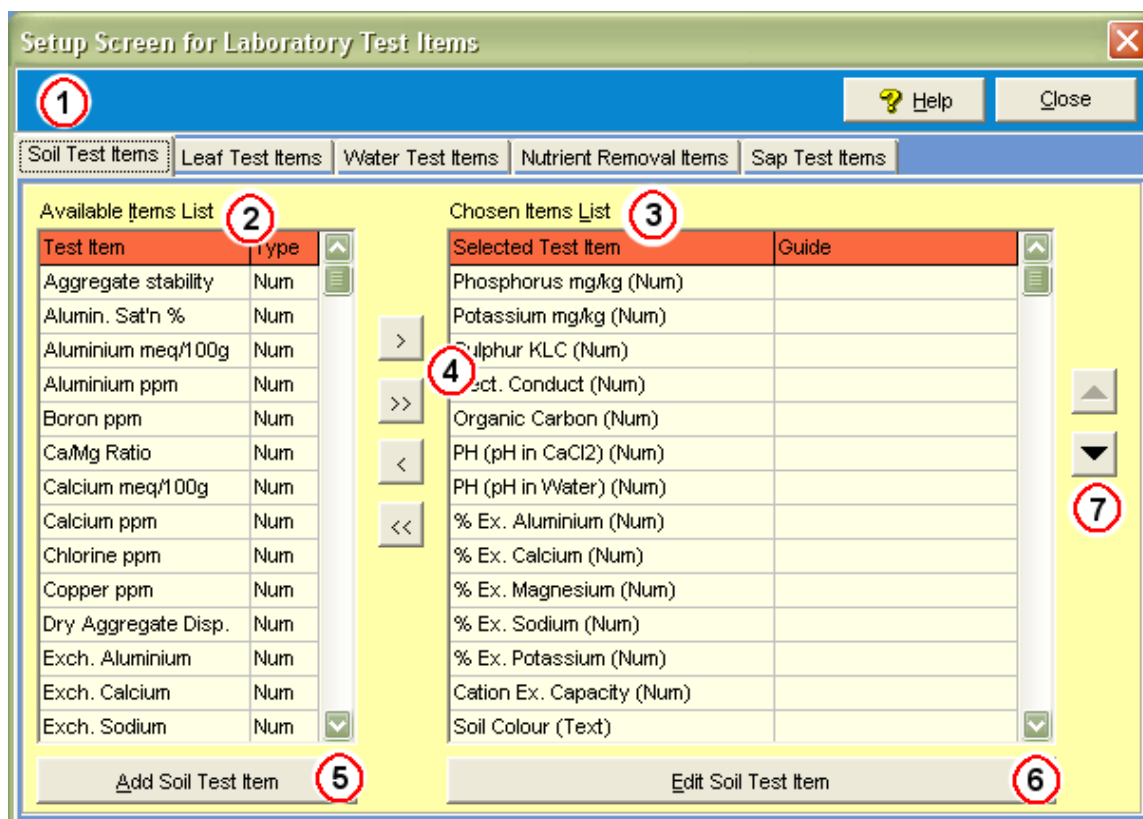 Setup Screen for Laboratory Test Items
1
? Help
Close
Soil Test Items Leaf Test Items Water Test Items Nutrient Removal Items Sap Test Items
Available Items List 2
Chosen Items List 3
Test Item Type
Aggregate stability Num
Alumin. Sat'n % Num
Aluminium meq/100g Num
Aluminium ppm Num
Boron ppm Num
Ca/Mg Ratio Num
Calcium meq/100g Num
Calcium ppm Num
Chlorine ppm Num
Copper ppm Num
Dry Aggregate Disp. Num
Exch. Aluminium Num
Exch. Calcium Num
Exch. Sodium Num
>
>>
<
<<
4
Selected Test Item Guide
Phosphorus mg/kg (Num)
Potassium mg/kg (Num)
Sulphur KLC (Num)
Conduct (Num)
Organic Carbon (Num)
PH (pH in CaCl2) (Num)
PH (pH in Water) (Num)
% Ex. Aluminium (Num)
% Ex. Calcium (Num)
% Ex. Magnesium (Num)
% Ex. Sodium (Num)
% Ex. Potassium (Num)
Cation Ex. Capacity (Num)
Soil Colour (Text)
7
Add Soil Test Item 5
Edit Soil Test Item 6